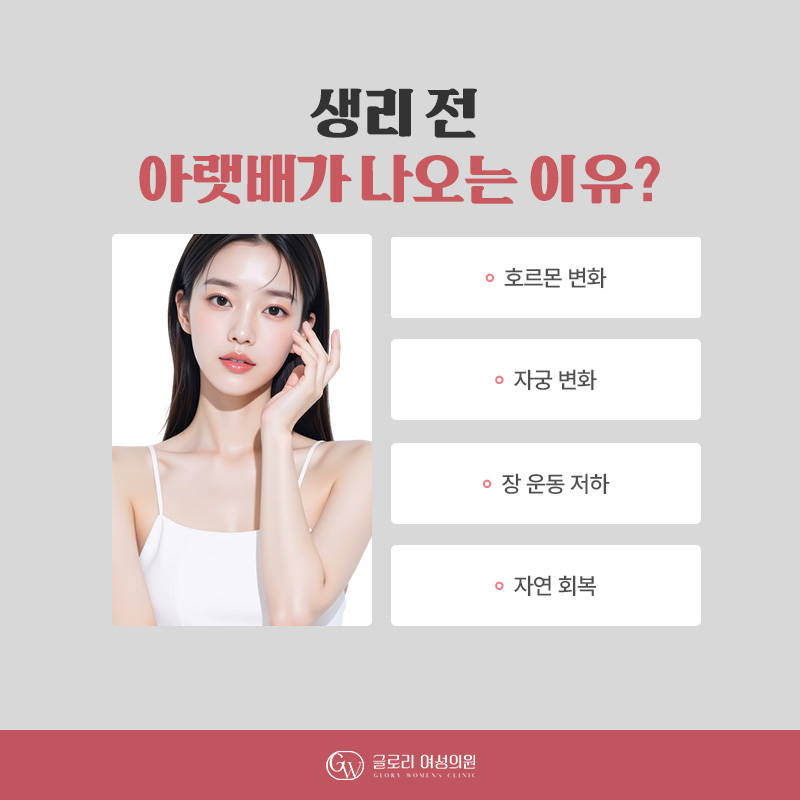 생리 전
아랫배가 나오는 이유?
호르몬 변화
자궁 변화
장 운동 저하
자연 회복
GW 글로리 여성의원
GLORY WOMEN's CLINIC